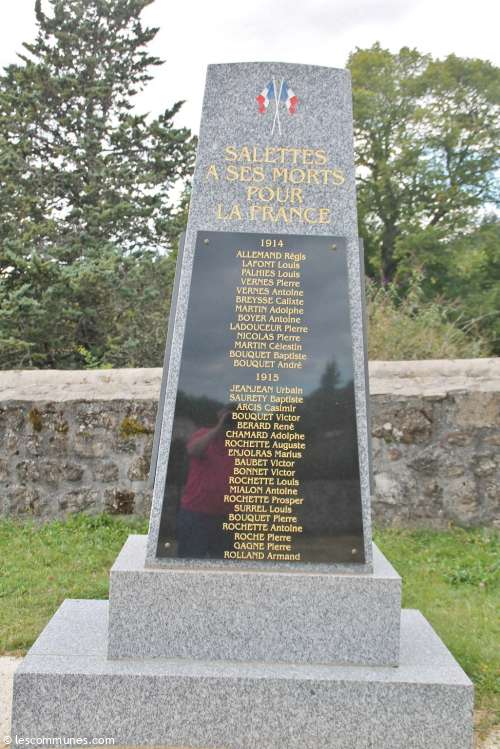 SALETTES
A SES MORTS
POUR
LA FRANCE
1914
ALLEMAND Régis
LAFONT Louis
PALHIES Louis
VERNES Pierre
VERNES Antoine
BREYSSE Calixte
MARTIN Adolphe
BOYER Antoine
LADOUCEUR Pierre
NICOLAS Pierre
MARTIN Célestin
BOUQUET Baptiste
BOUQUET André
1915
JEANJEAN Urbain
SAURETY Baptiste
ARCIS Casimir
BOUQUET Victor
BERARD René
CHAMARD Adolphe
ROCHETTE Auguste
ENJOLRAS Marius
BAUBET Victor
BONNET Victor
ROCHETTE Louis
MIALON Antoine
ROCHETTE Prosper
SURREL Louis
BOUQUET Pierre
ROCHETTE Antoine
ROCHE Pierre
GAGNE Pierre
ROLLAND Armand
© lescommunes.com